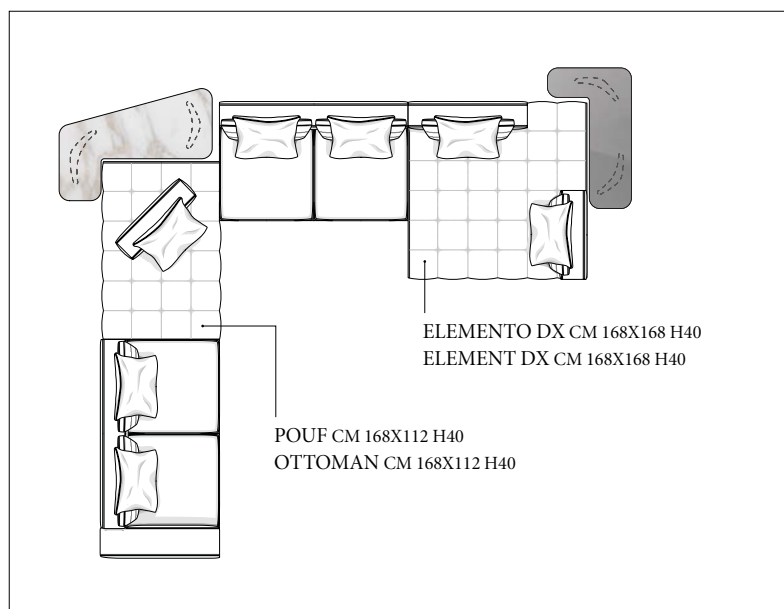 ELEMENTO DX CM 168X168 H40
ELEMENT DX CM 168X168 H40
POUF CM 168X112 H40
OTTOMAN CM 168X112 H40